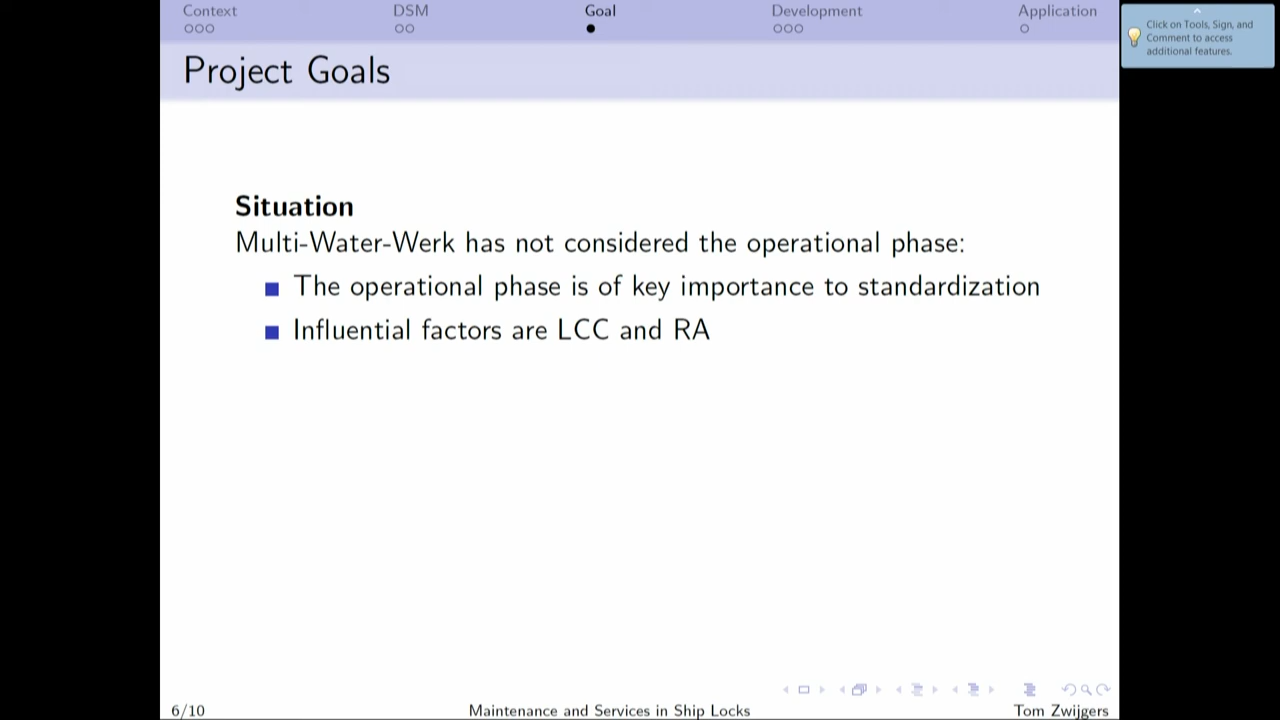 Context DSM Goal Development Application
Project Goals
Click on Tools, Sign, and
Comment to access
additional features.
Situation
Multi-Water-Werk has not considered the operational phase:
The operational phase is of key importance to standardization
Influential factors are LCC and RA
6/10 Maintenance and Services in Ship Locks Tom Zwijgers